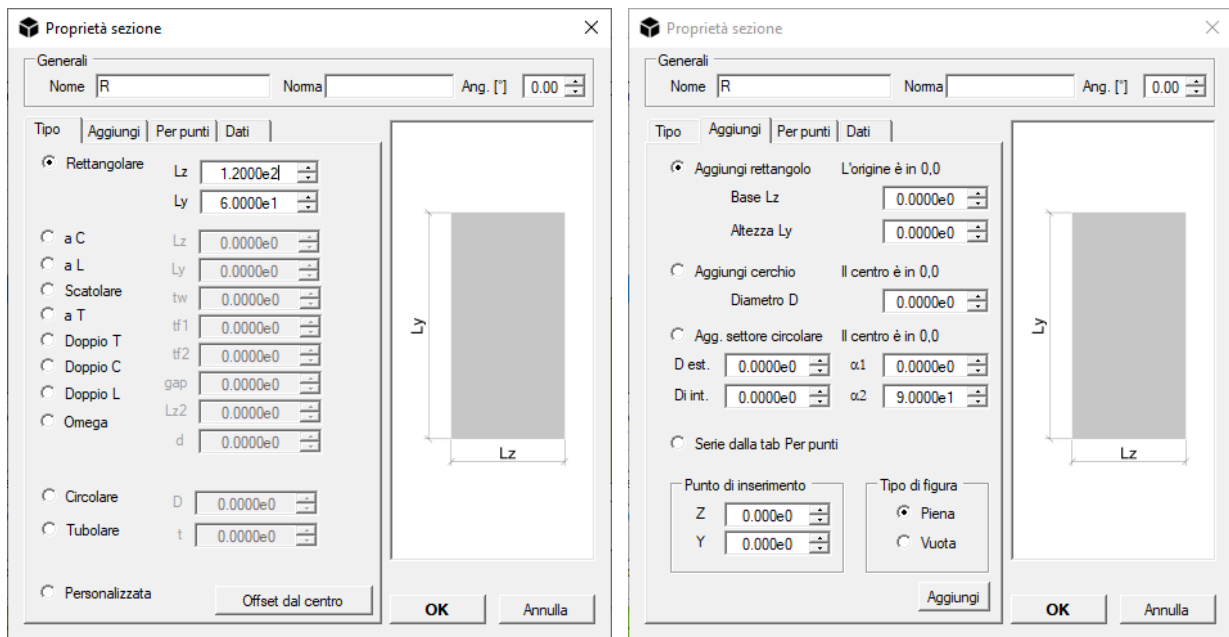 Proprietà sezione
Generali
Nome R Norma Ang. [°] 0.00
Tipo Aggiungi Per punti Dati
Rettangolare Lz 1.2000e2
Ly 6.0000e1
a C Lz 0.0000e0
a L Ly 0.0000e0
Scatolare tw 0.0000e0
a T tf1 0.0000e0
Doppio T tf2 0.0000e0
Doppio C gap 0.0000e0
Doppio L Lz2 0.0000e0
Omega d 0.0000e0
Circolare D 0.0000e0
Tubolare t 0.0000e0
Personalizzata Offset dal centro
Ly
Lz
OK Annulla
Proprietà sezione
Generali
Nome R Norma Ang. [°] 0.00
Tipo Aggiungi Per punti Dati
Aggiungi rettangolo L'origine è in 0,0
Base Lz 0.0000e0
Altezza Ly 0.0000e0
Aggiungi cerchio Il centro è in 0,0
Diametro D 0.0000e0
Agg. settore circolare Il centro è in 0,0
D est. 0.0000e0 α1 0.0000e0
Di int. 0.0000e0 α2 9.0000e1
Serie dalla tab Per punti
Punto di inserimento Tipo di figura
Z 0.000e0 Piena
Y 0.000e0 Vuota
Aggiungi
Ly
Lz
OK Annulla